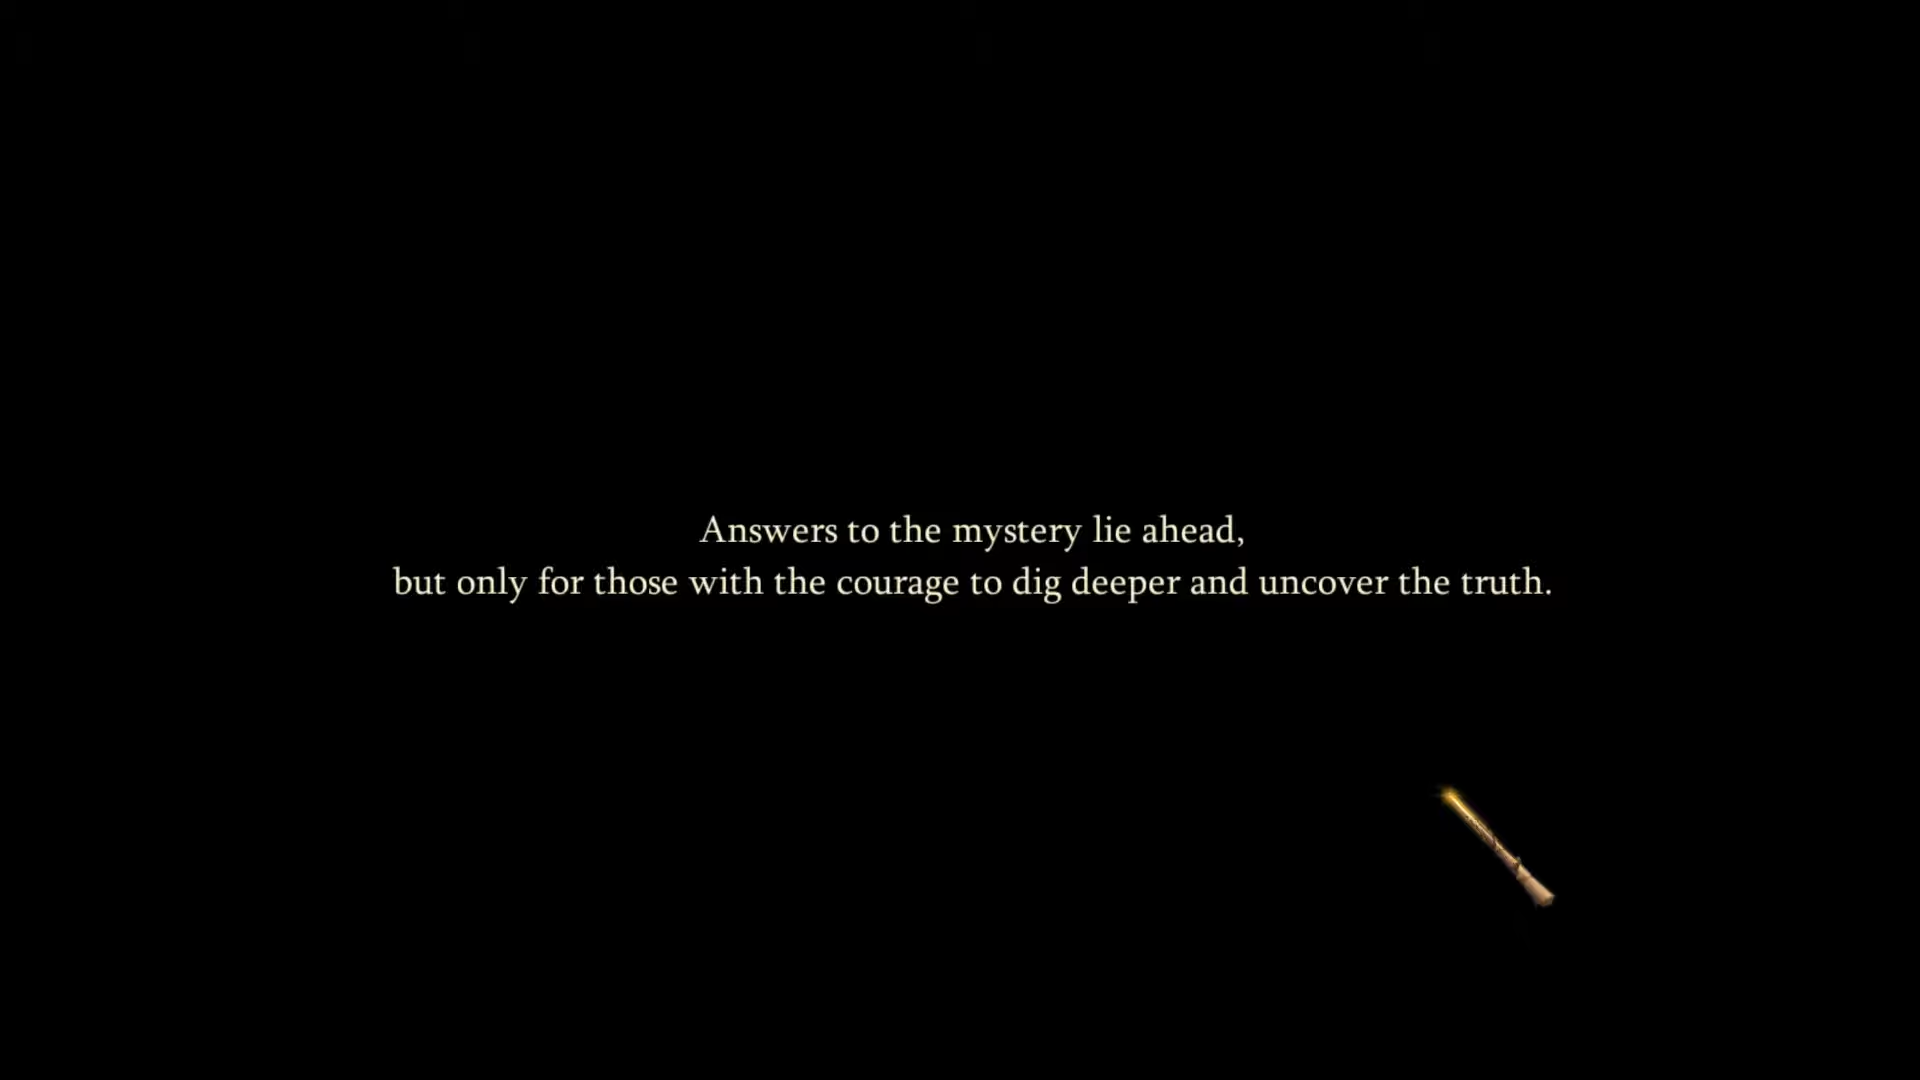 Answers to the mystery lie ahead,
but only for those with the courage to dig deeper and uncover the truth.